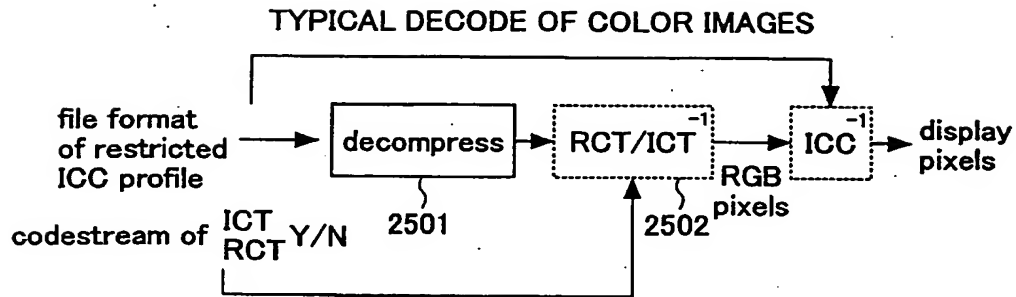 TYPICAL DECODE OF COLOR IMAGES
file format
of restricted
ICC profile
decompress
2501
RCT/ICT -1
2502
RGB
pixels
ICC -1
display
pixels
codestream of ICT
RCT Y/N